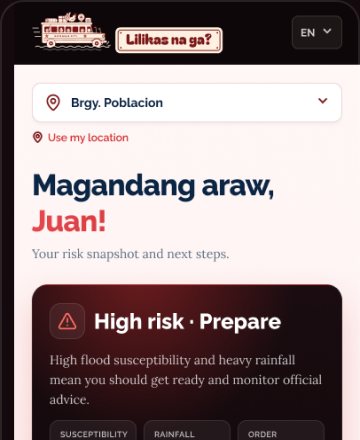 Lilikas na ga?
EN
Brgy. Poblacion
Use my location
Magandang araw,
Juan!
Your risk snapshot and next steps.
High risk · Prepare
High flood susceptibility and heavy rainfall
mean you should get ready and monitor official
advice.
SUSCEPTIBILITY
RAINFALL
ORDER